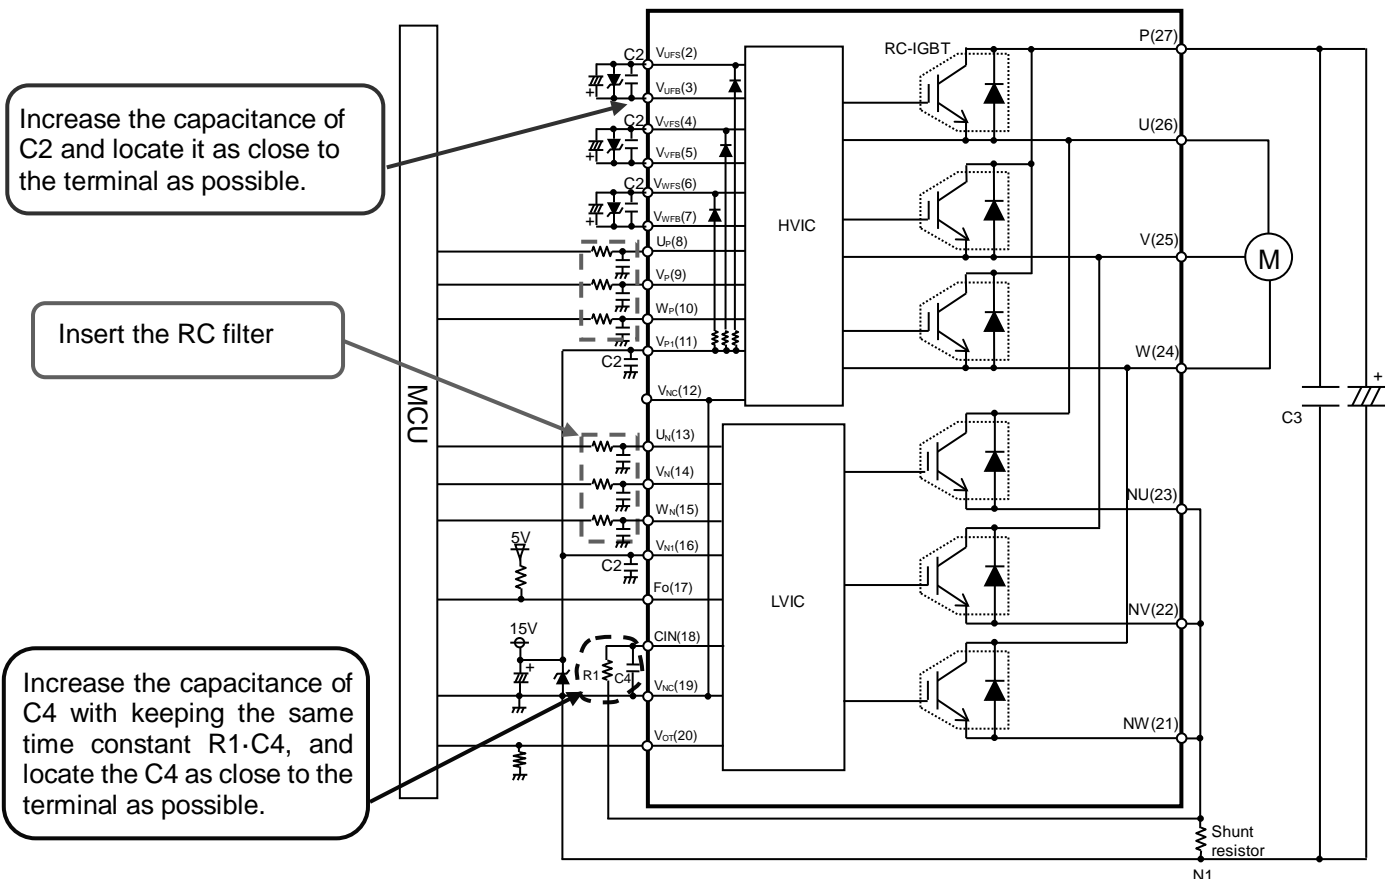 Increase the capacitance of
C2 and locate it as close to
the terminal as possible.
Insert the RC filter
Increase the capacitance of
C4 with keeping the same
time constant R1·C4, and
locate the C4 as close to the
terminal as possible.
MCU
C2
VUFS(2)
VUFB(3)
C2
VVFS(4)
VVFB(5)
C2
VWFS(6)
VWFB(7)
UP(8)
VP(9)
WP(10)
VP1(11)
C2
VNC(12)
UN(13)
VN(14)
WN(15)
5V
VN1(16)
C2
Fo(17)
15V
CIN(18)
R1
C4
VNC(19)
VOT(20)
HVIC
LVIC
RC-IGBT
P(27)
U(26)
V(25)
M
W(24)
C3
NU(23)
NV(22)
NW(21)
Shunt
resistor
N1